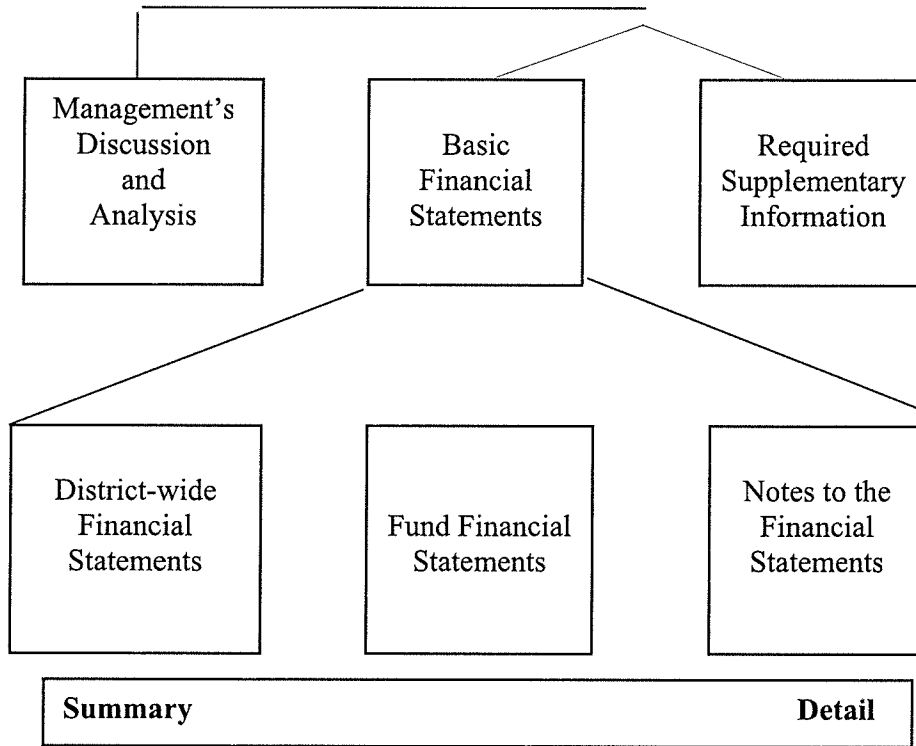 Management’s
Discussion
and
Analysis
Basic
Financial
Statements
Required
Supplementary
Information
District-wide
Financial
Statements
Fund Financial
Statements
Notes to the
Financial
Statements
Summary Detail